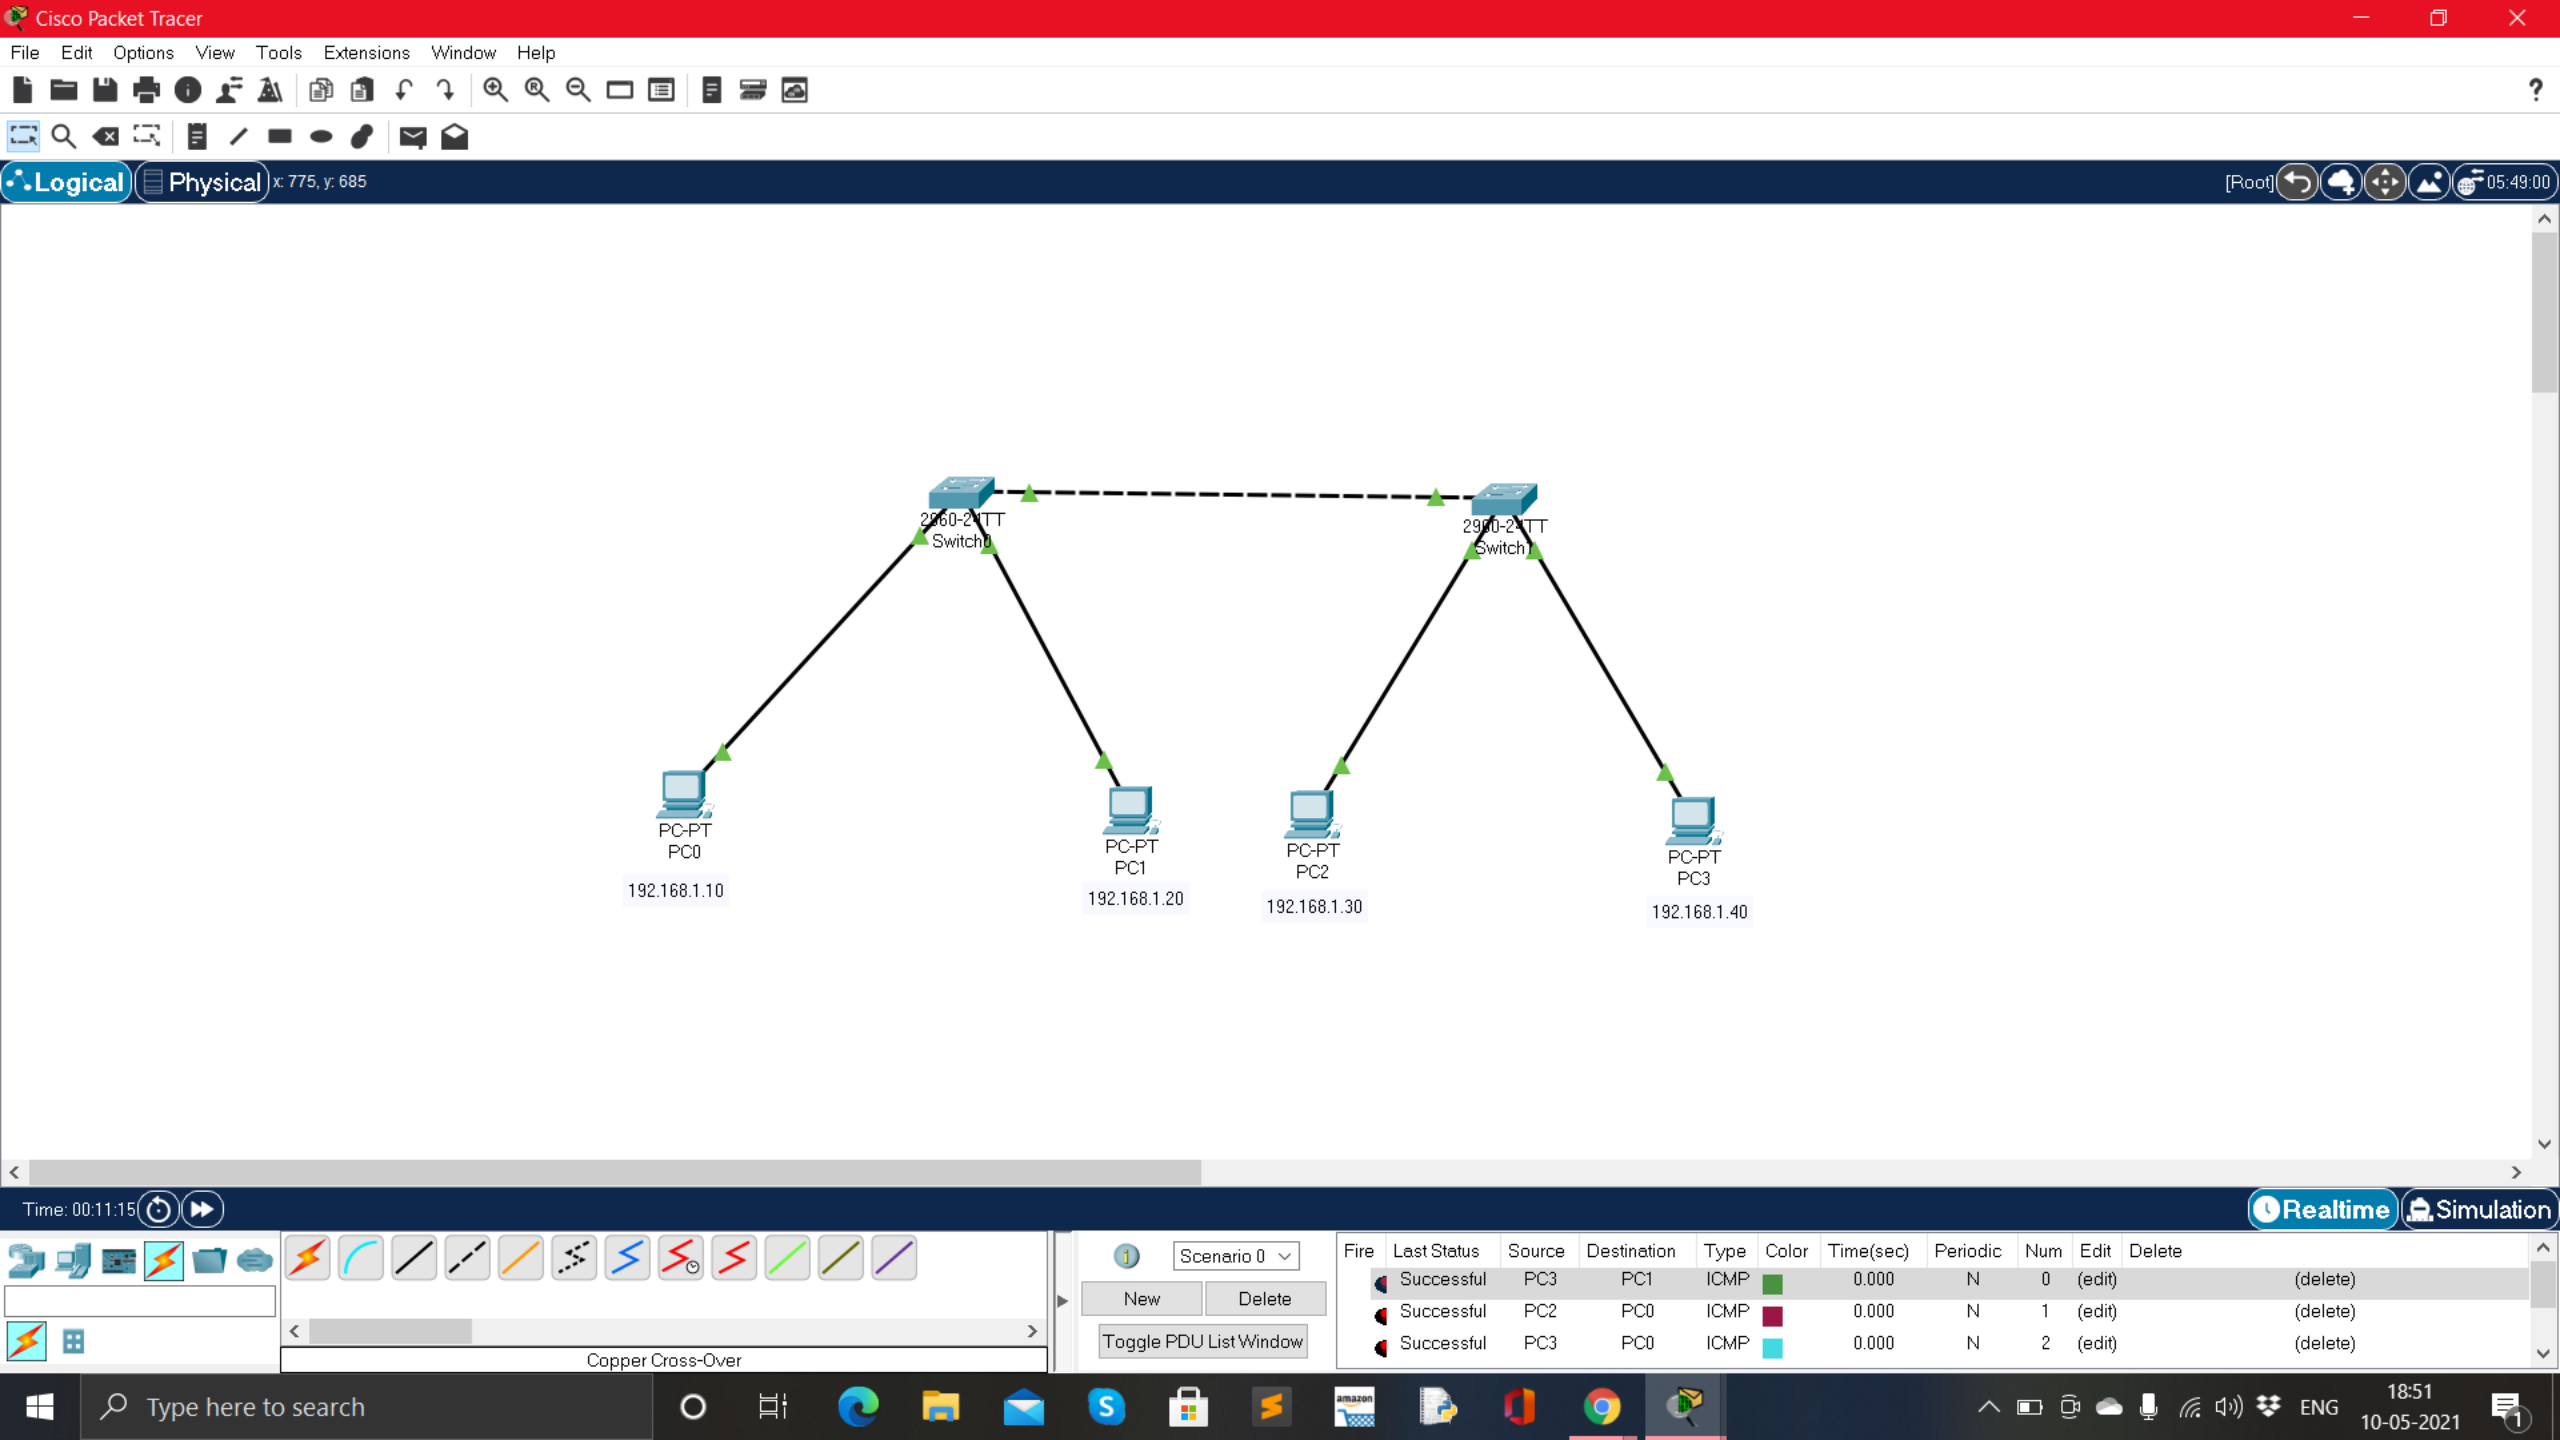 Cisco Packet Tracer
File Edit Options View Tools Extensions Window Help
?
Logical Physical x: 775, y: 685 [Root] 05:49:00
2960-24TT
Switch0
2960-24TT
Switch1
PC-PT
PC0
192.168.1.10
PC-PT
PC1
192.168.1.20
PC-PT
PC2
192.168.1.30
PC-PT
PC3
192.168.1.40
Time: 00:11:15 Realtime Simulation
Scenario 0
New Delete
Toggle PDU List Window
Copper Cross-Over
Fire Last Status Source Destination Type Color Time(sec) Periodic Num Edit Delete
Successful PC3 PC1 ICMP 0.000 N 0 (edit) (delete)
Successful PC2 PC0 ICMP 0.000 N 1 (edit) (delete)
Successful PC3 PC0 ICMP 0.000 N 2 (edit) (delete)
Type here to search
amazon
ENG
18:51
10-05-2021
1